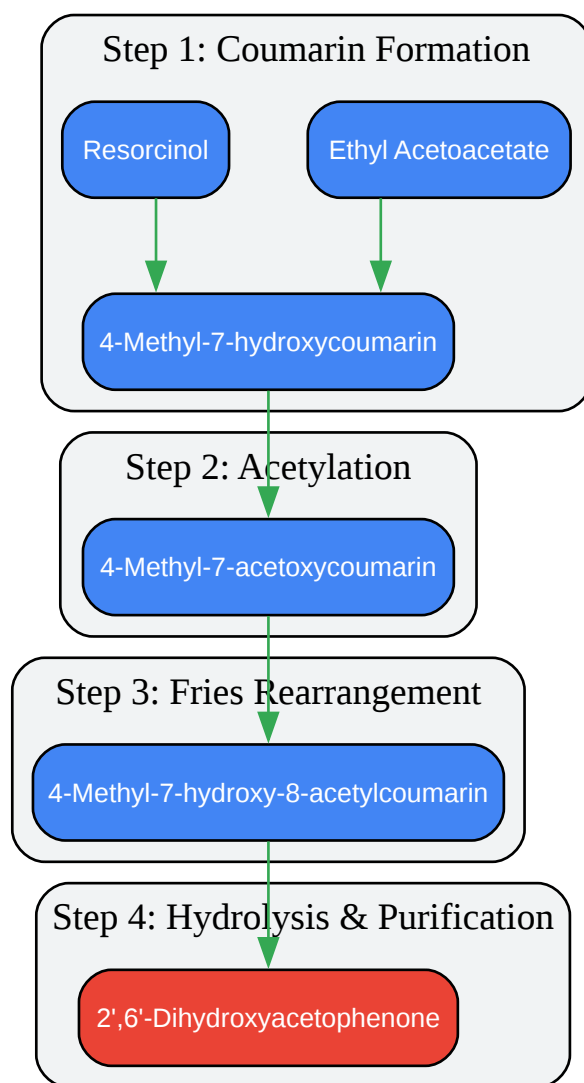 Step 1: Coumarin Formation
Resorcinol
Ethyl Acetoacetate
4-Methyl-7-hydroxycoumarin
Step 2: Acetylation
4-Methyl-7-acetoxycoumarin
Step 3: Fries Rearrangement
4-Methyl-7-hydroxy-8-acetylcoumarin
Step 4: Hydrolysis & Purification
2',6'-Dihydroxyacetophenone